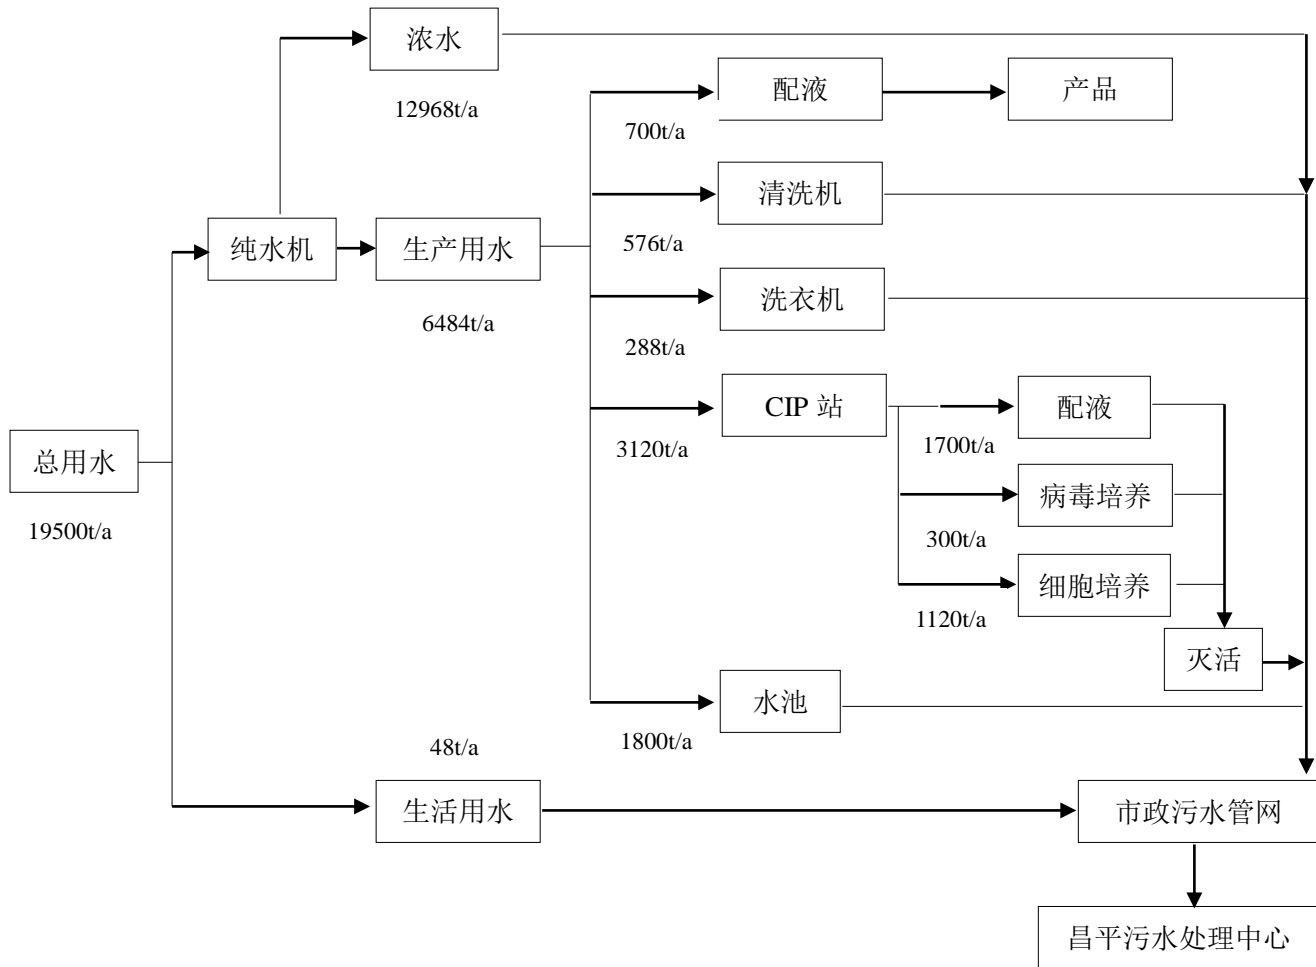 浓水
12968t/a
配液
产品
700t/a
清洗机
纯水机
生产用水
576t/a
6484t/a
洗衣机
288t/a
CIP 站
配液
3120t/a
1700t/a
总用水
19500t/a
病毒培养
300t/a
细胞培养
1120t/a
灭活
水池
1800t/a
48t/a
生活用水
市政污水管网
昌平污水处理中心